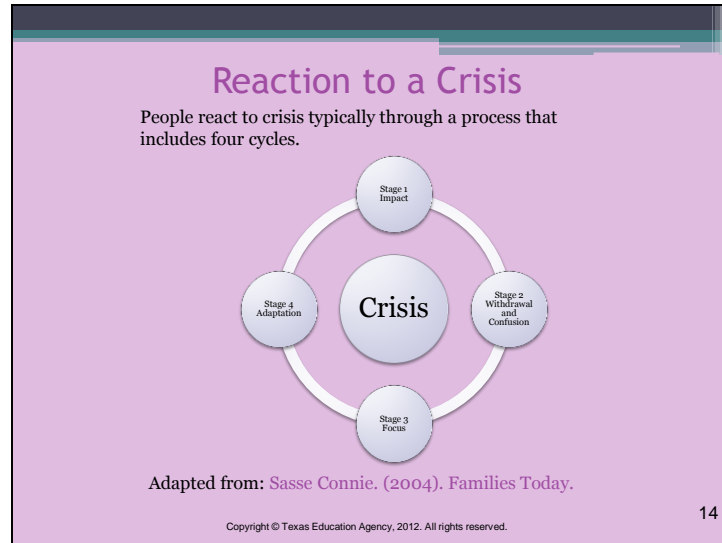 Reaction to a Crisis
People react to crisis typically through a process that
includes four cycles.
Stage 1
Impact
Stage 4
Adaptation
Crisis
Stage 2
Withdrawal
and
Confusion
Stage 3
Focus
Adapted from: Sasse Connie. (2004). Families Today.
Copyright © Texas Education Agency, 2012. All rights reserved.
14